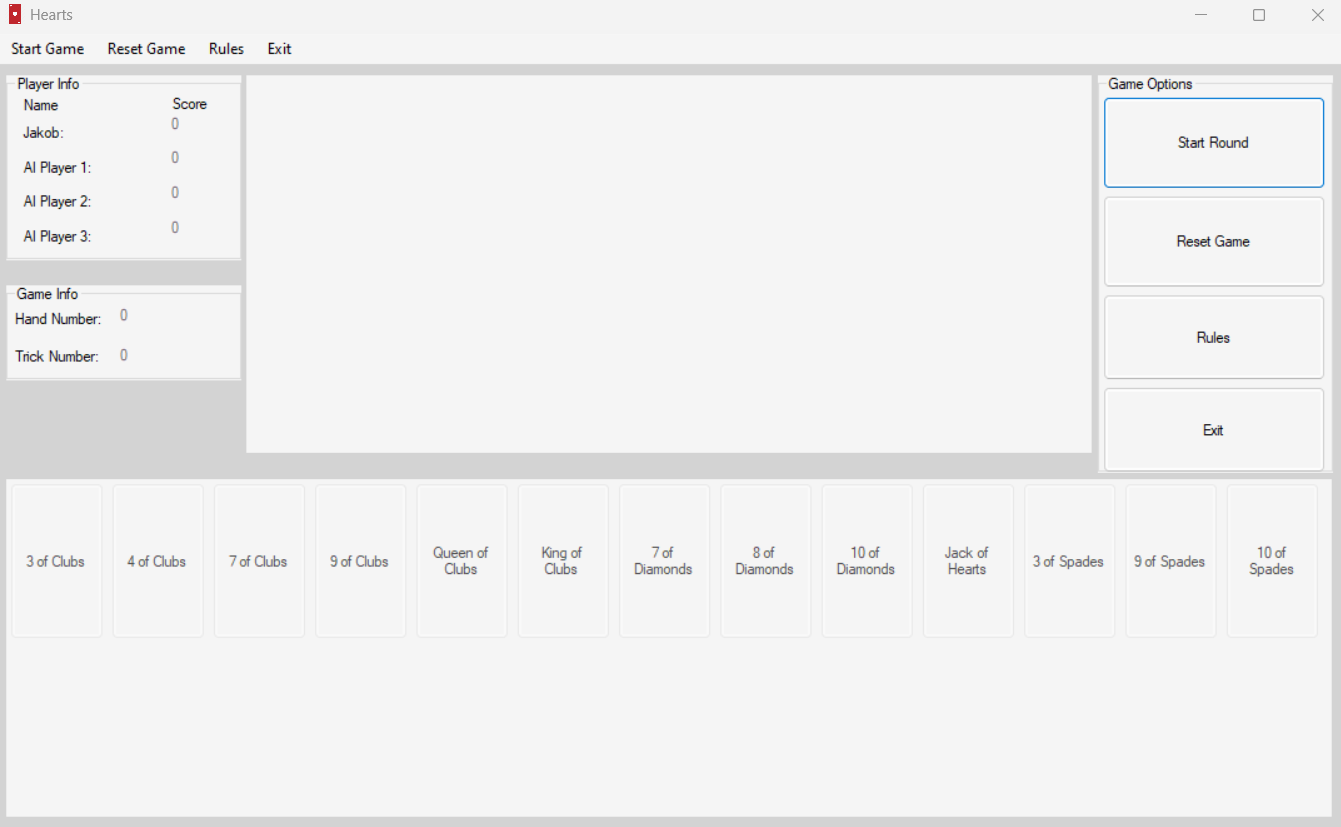 Hearts
Start Game Reset Game Rules Exit
Player Info
Name Score
Jakob: 0
AI Player 1: 0
AI Player 2: 0
AI Player 3: 0
Game Info
Hand Number: 0
Trick Number: 0
Game Options
Start Round
Reset Game
Rules
Exit
3 of Clubs
4 of Clubs
7 of Clubs
9 of Clubs
Queen of
Clubs
King of
Clubs
7 of
Diamonds
8 of
Diamonds
10 of
Diamonds
Jack of
Hearts
3 of Spades
9 of Spades
10 of
Spades